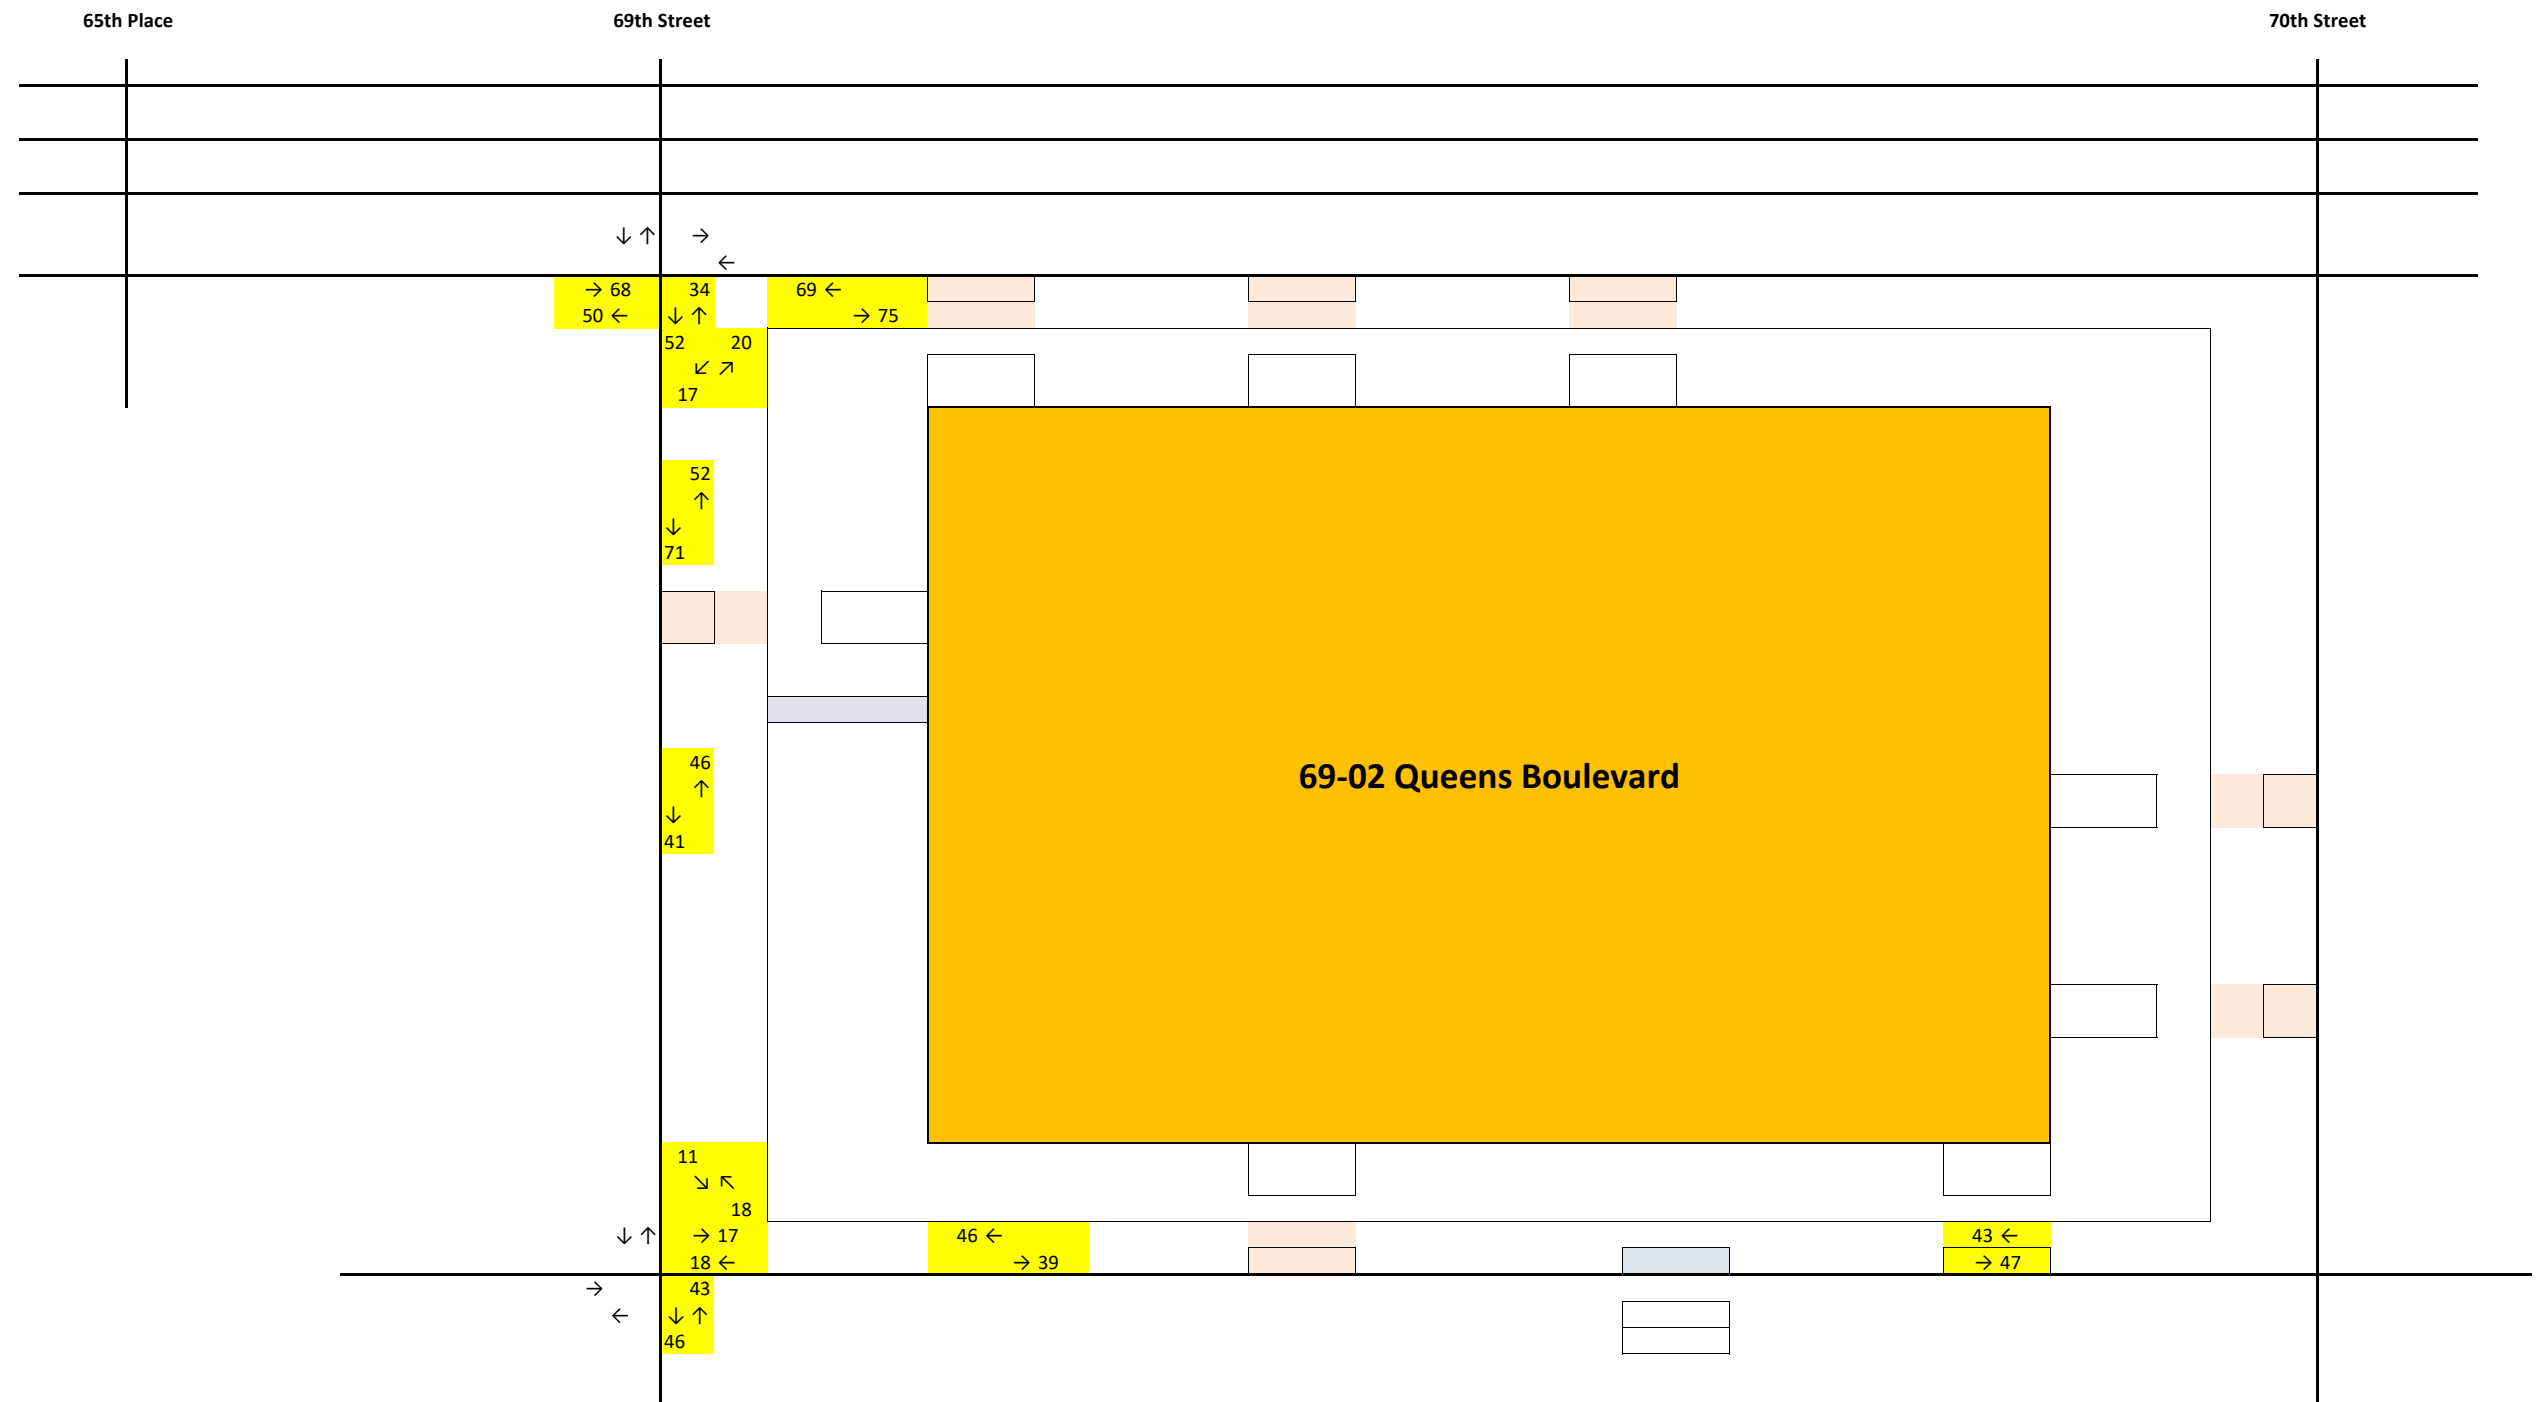 65th Place 69th Street 70th Street
↓ ↑ →
←
→ 68 34 69 ←
50 ← ↓ ↑ → 75
52 20
↙ ↗
17
52
↑
↓
71
46
69-02 Queens Boulevard
↑
↓
41
11
↘ ↖
18
↓ ↑ → 17 46 ← 43 ←
18 ← → 39 → 47
→ 43
← ↓ ↑
46